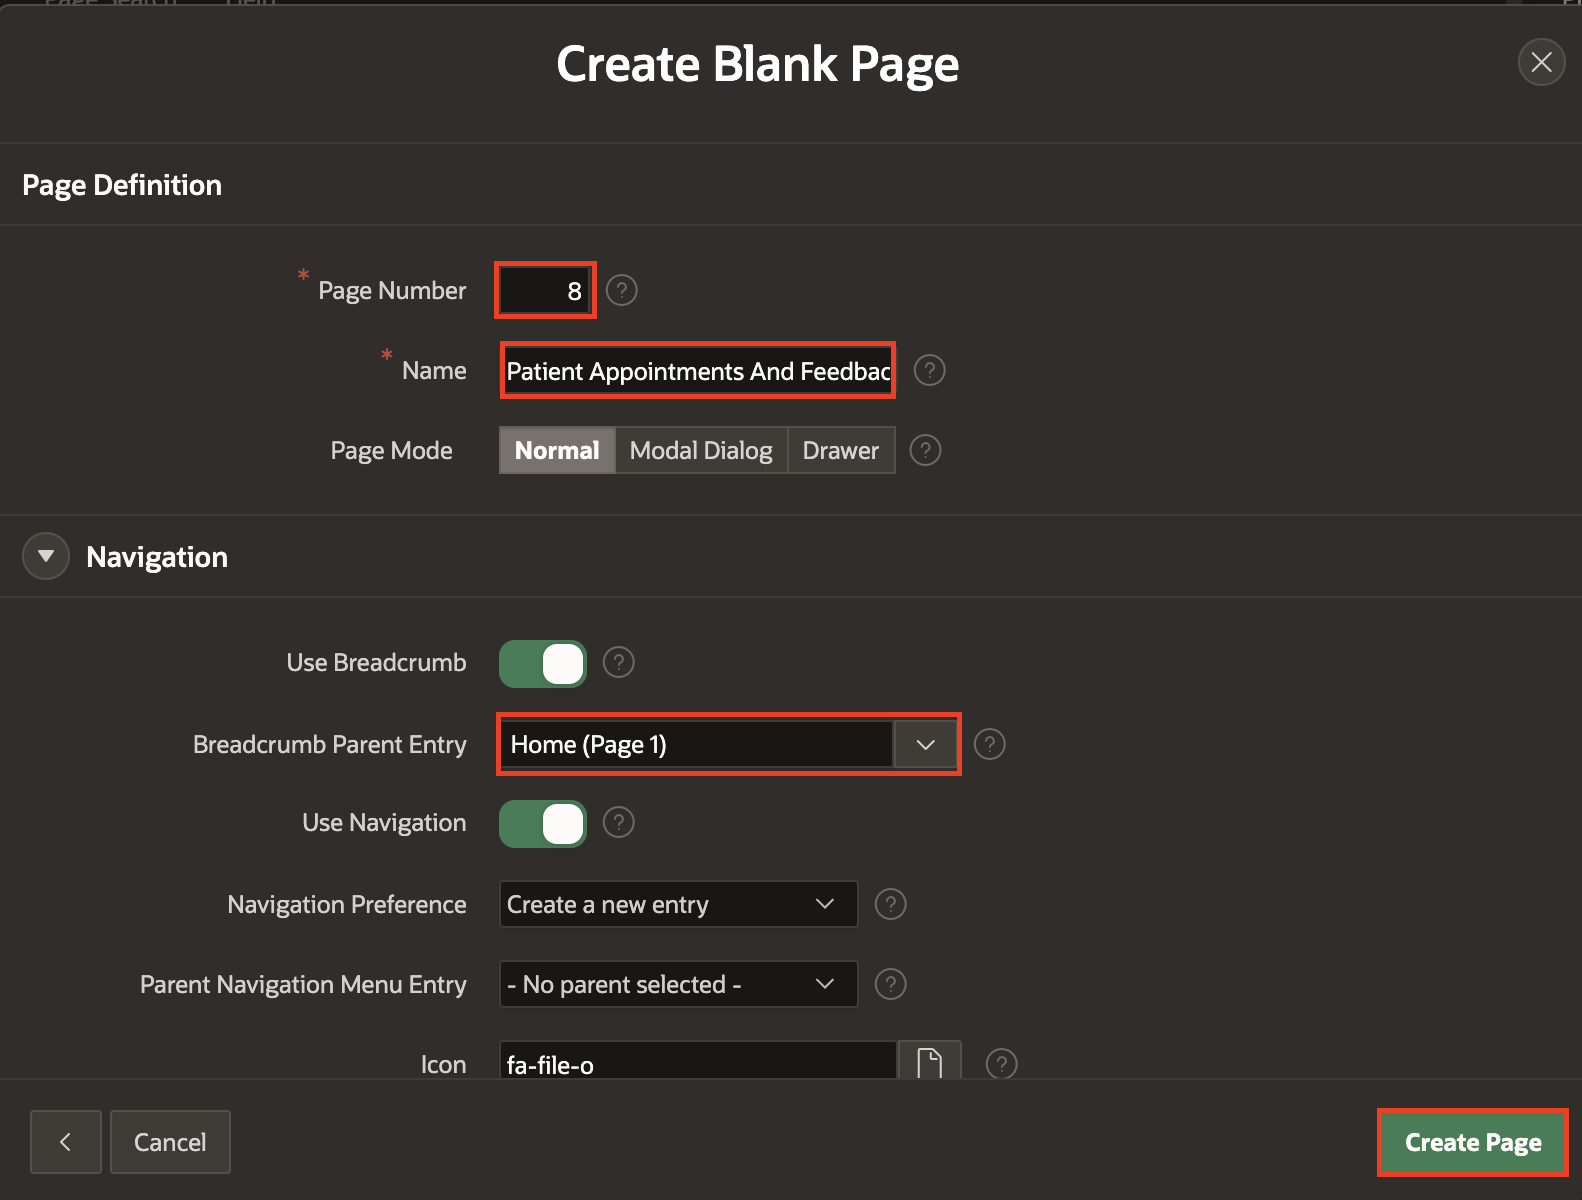 Create Blank Page
Page Definition
* Page Number 8 ?
* Name Patient Appointments And Feedbac ?
Page Mode Normal Modal Dialog Drawer ?
Navigation
Use Breadcrumb ?
Breadcrumb Parent Entry Home (Page 1) ?
Use Navigation ?
Navigation Preference Create a new entry ?
Parent Navigation Menu Entry - No parent selected - ?
Icon fa-file-o ?
Cancel Create Page